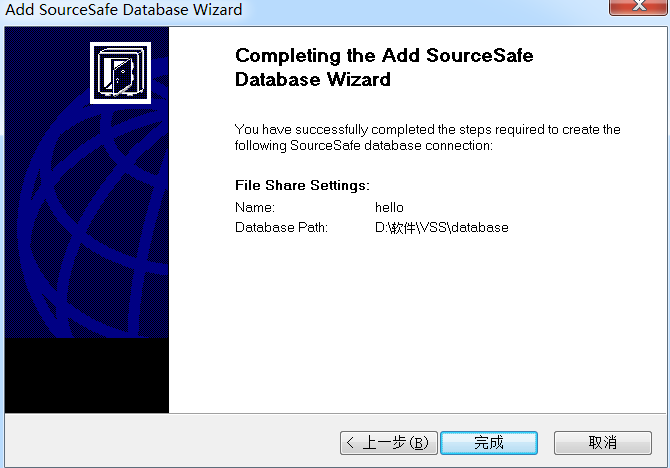 Add SourceSafe Database Wizard
Completing the Add SourceSafe
Database Wizard
You have successfully completed the steps required to create the
following SourceSafe database connection:
File Share Settings:
Name: hello
Database Path: D:\软件\VSS\database
< 上一步(B) 完成 取消